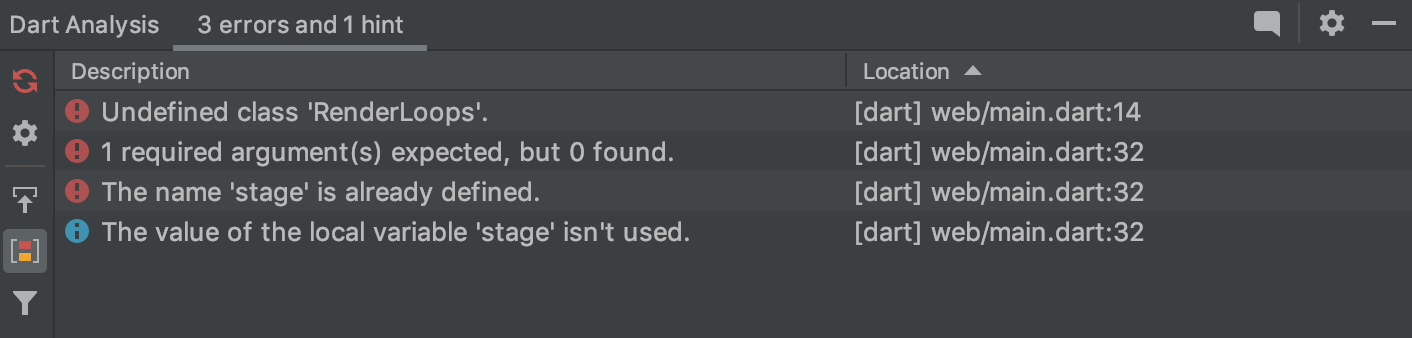 Dart Analysis 3 errors and 1 hint
Description Location
Undefined class 'RenderLoops'. [dart] web/main.dart:14
1 required argument(s) expected, but 0 found. [dart] web/main.dart:32
The name 'stage' is already defined. [dart] web/main.dart:32
The value of the local variable 'stage' isn't used. [dart] web/main.dart:32